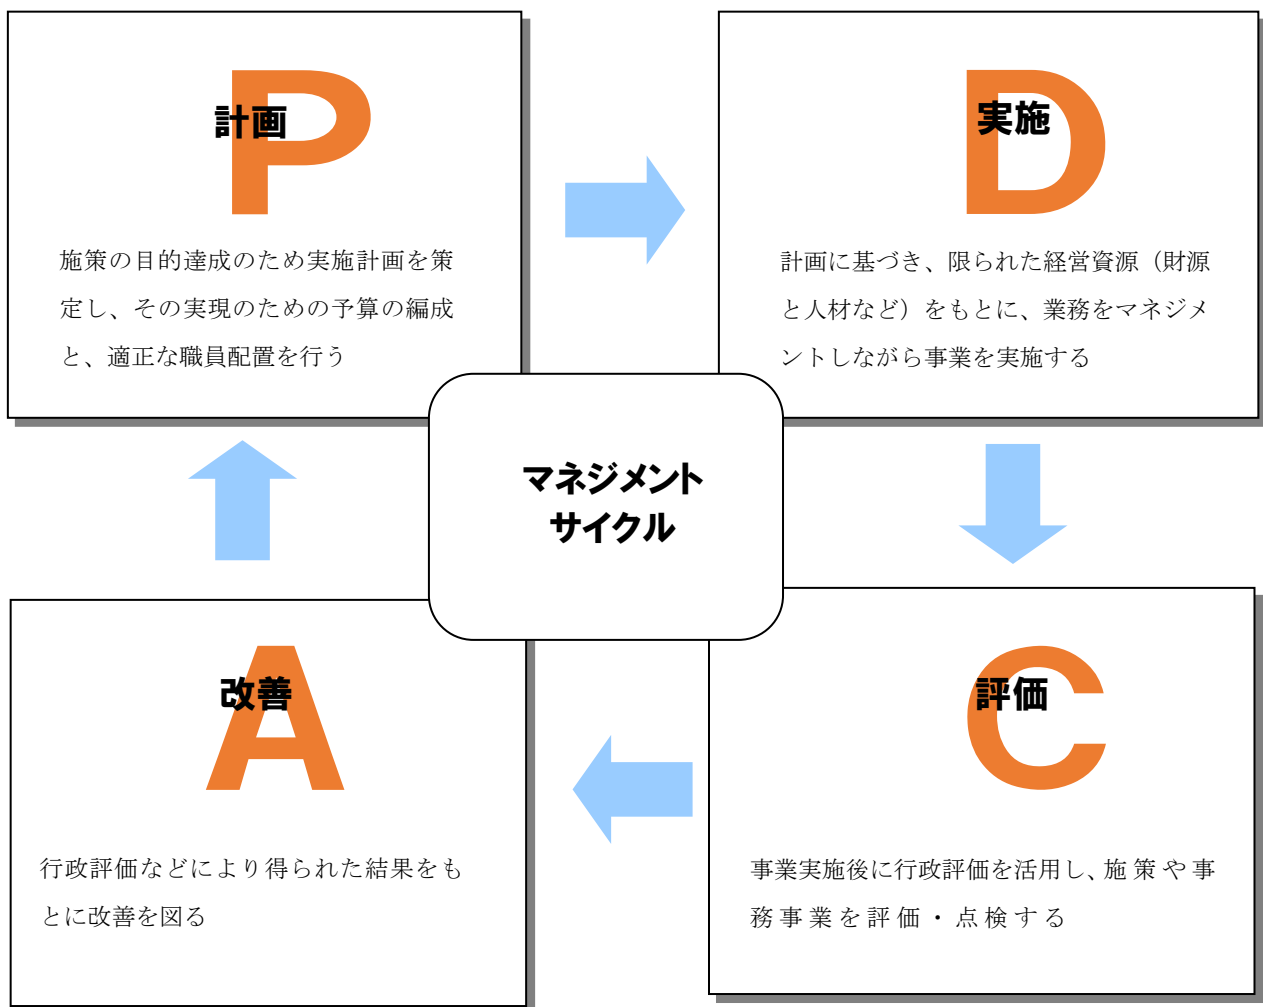 P
計画
施策の目的達成のため実施計画を策
定し、その実現のための予算の編成
と、適正な職員配置を行う
D
実施
計画に基づき、限られた経営資源（財源
と人材など）をもとに、業務をマネジメ
ントしながら事業を実施する
マネジメント
サイクル
A
改善
行政評価などにより得られた結果をも
とに改善を図る
C
評価
事業実施後に行政評価を活用し、施策や事
務事業を評価・点検する